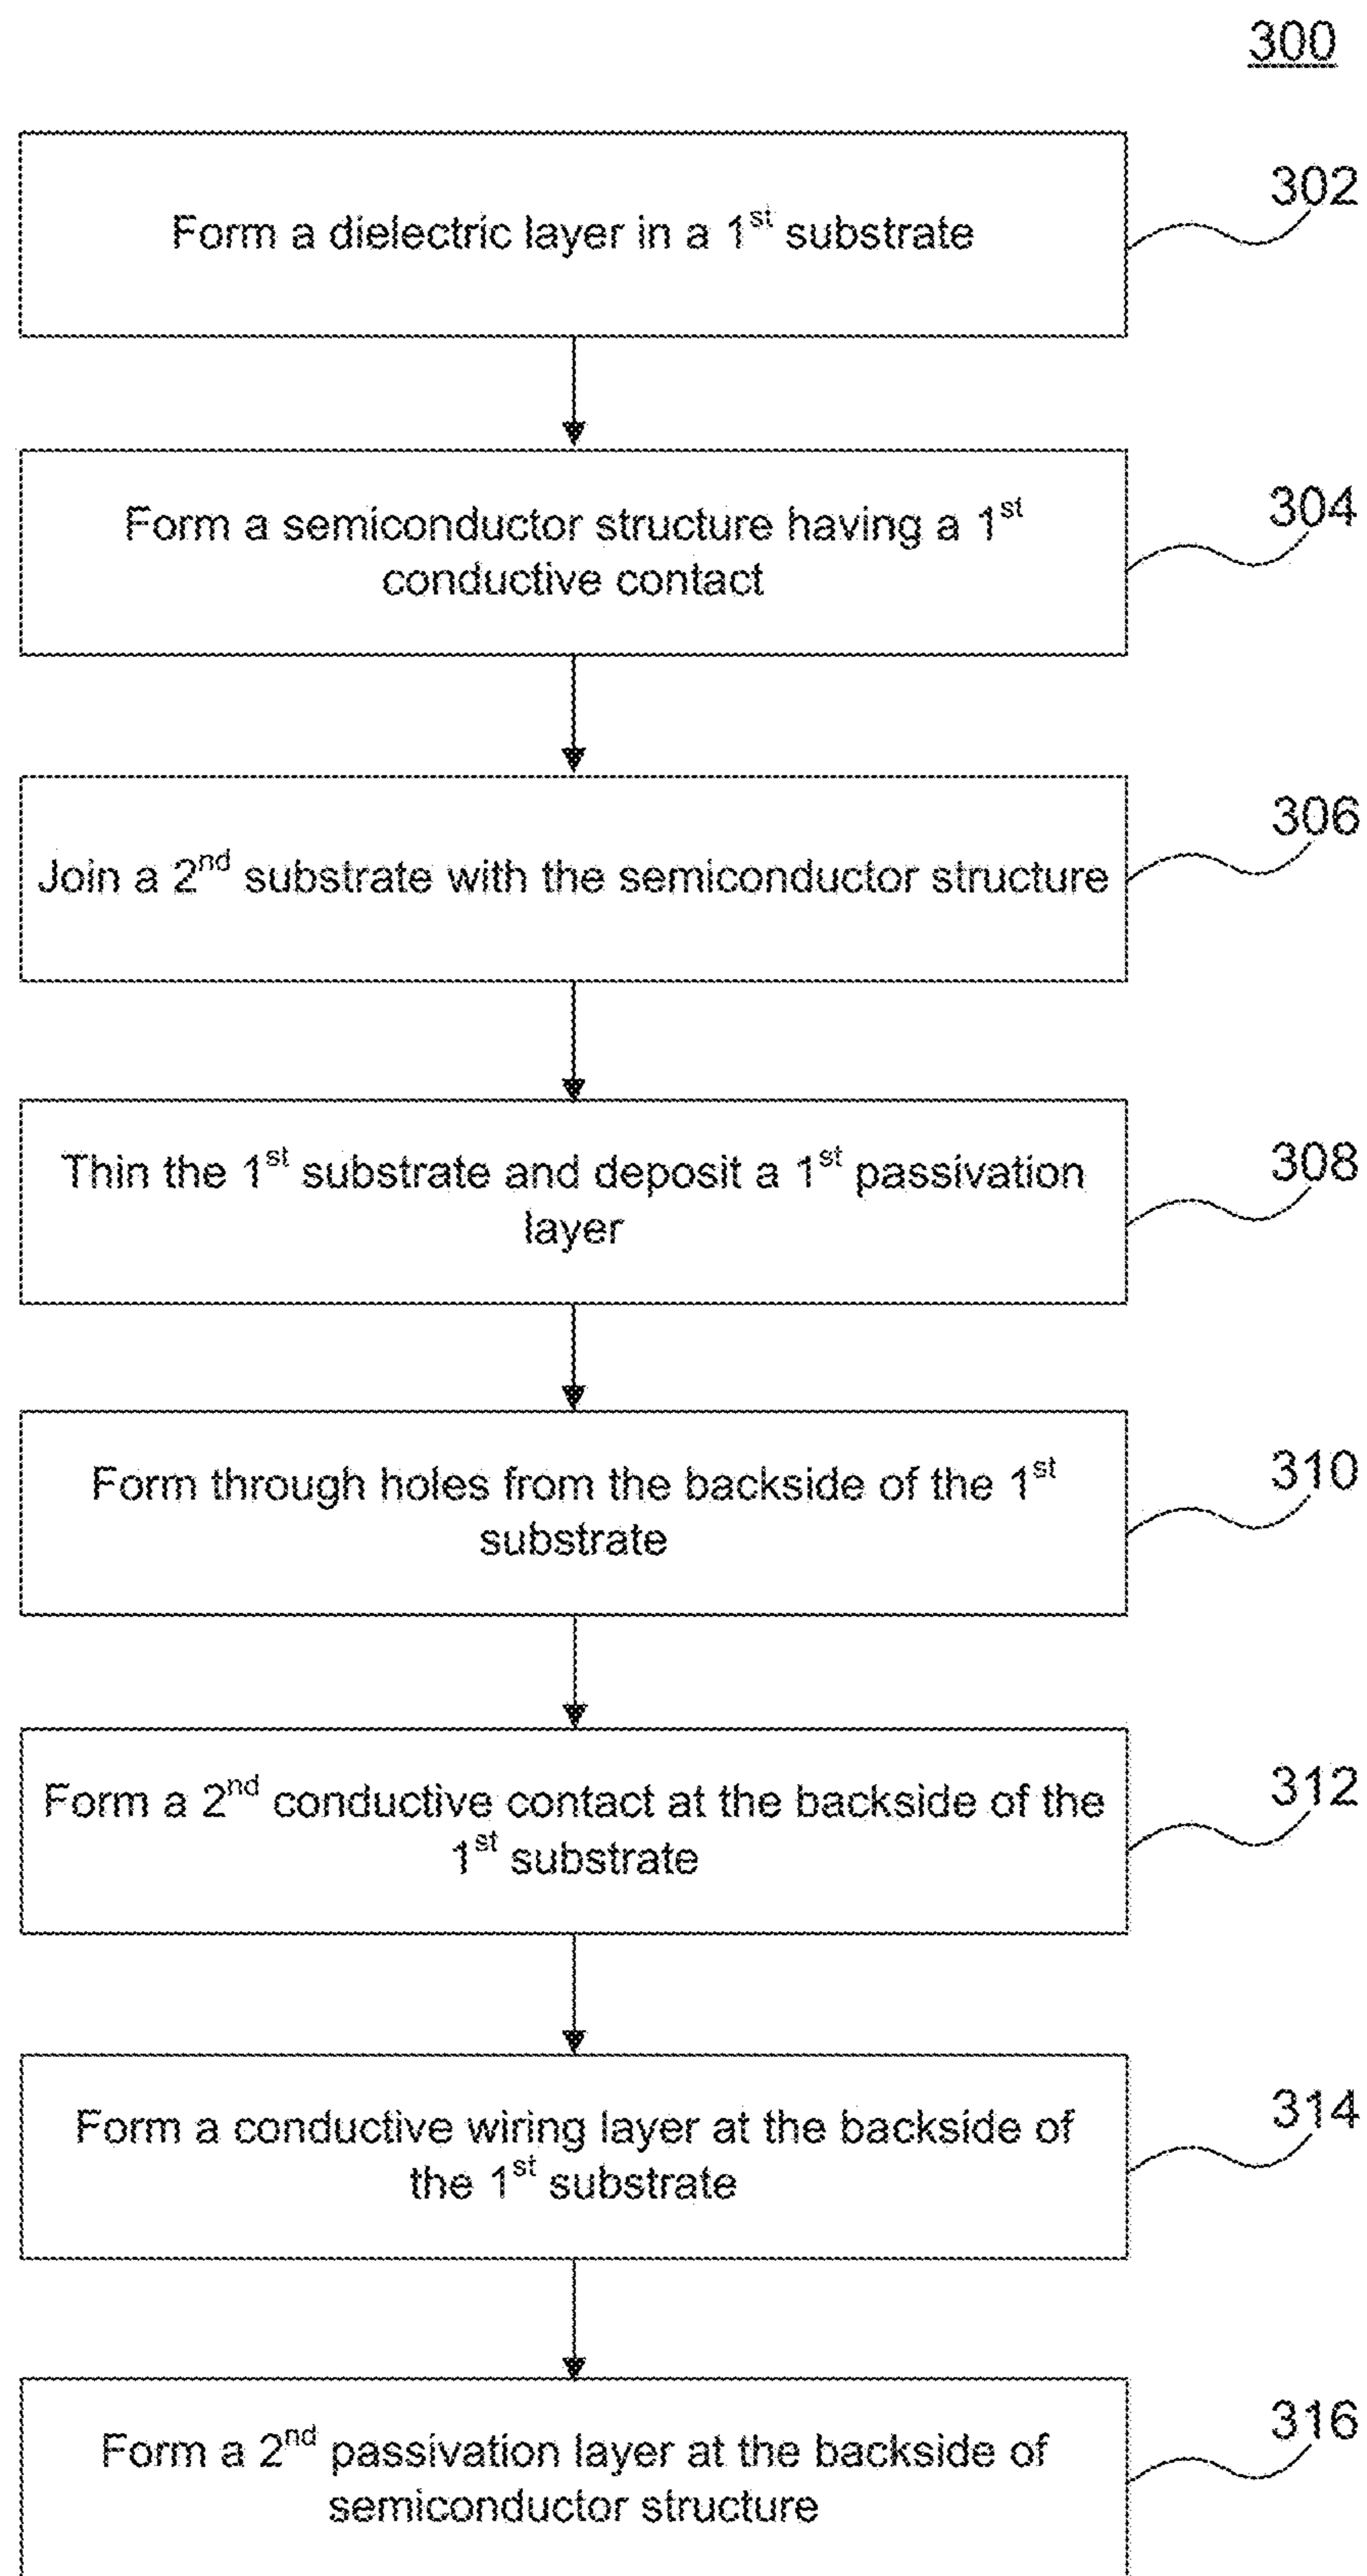 300
Form a dielectric layer in a 1st substrate
302
Form a semiconductor structure having a 1st
conductive contact
304
Join a 2nd substrate with the semiconductor structure
306
Thin the 1st substrate and deposit a 1st passivation
layer
308
Form through holes from the backside of the 1st
substrate
310
Form a 2nd conductive contact at the backside of the
1st substrate
312
Form a conductive wiring layer at the backside of
the 1st substrate
314
Form a 2nd passivation layer at the backside of
semiconductor structure
316